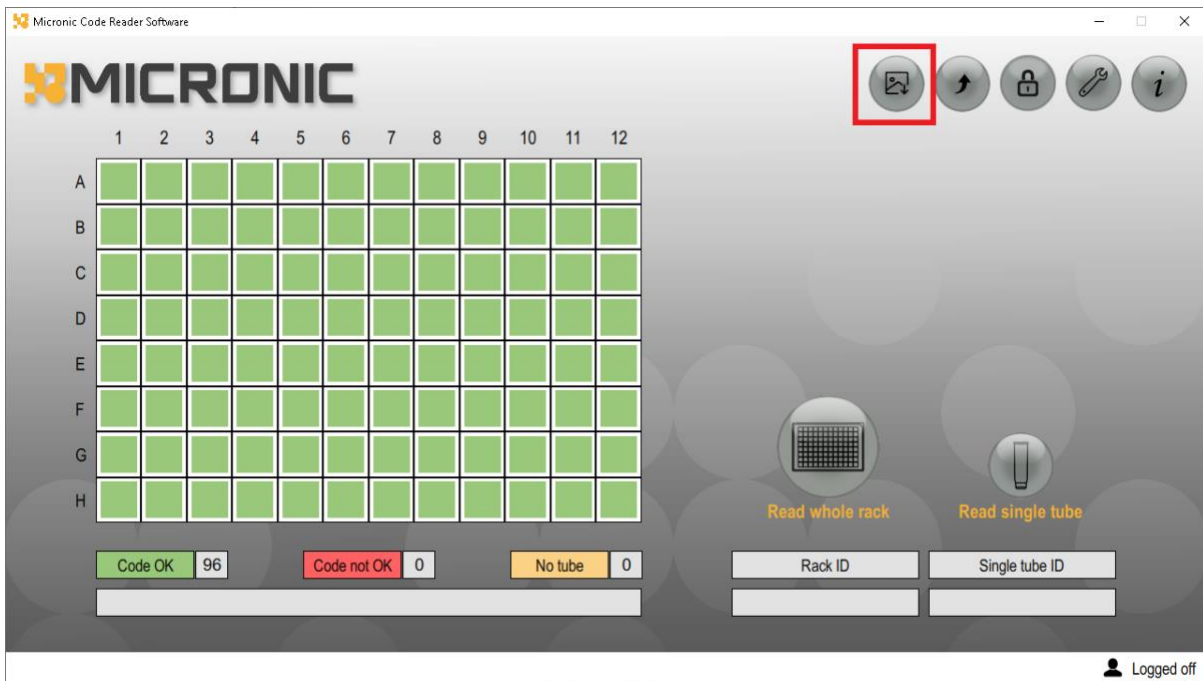 Micronic Code Reader Software
MICRONIC
i
1 2 3 4 5 6 7 8 9 10 11 12
A
B
C
D
E
F
G
H
Read whole rack Read single tube
Code OK 96 Code not OK 0 No tube 0 Rack ID Single tube ID
Logged off